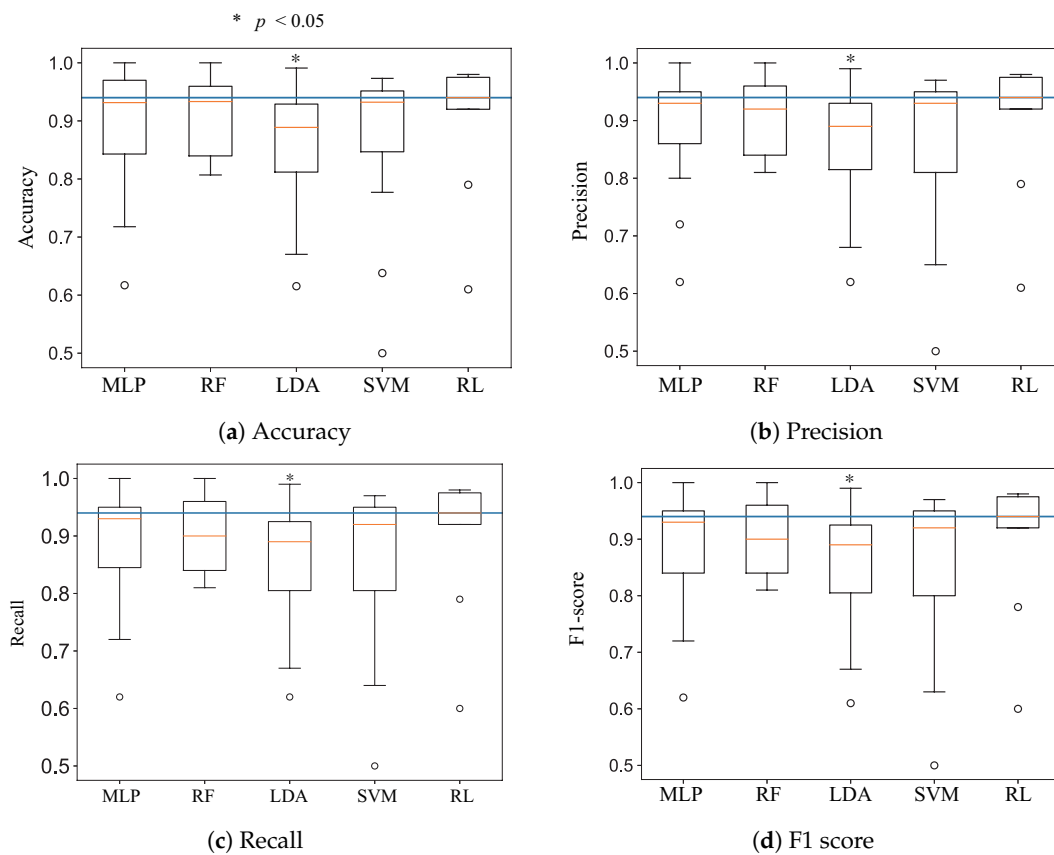 * p < 0.05
1.0
0.9
0.8
0.7
0.6
0.5
Accuracy
*
MLP RF LDA SVM RL
(a) Accuracy
1.0
0.9
0.8
0.7
0.6
0.5
Precision
*
MLP RF LDA SVM RL
(b) Precision
1.0
0.9
0.8
0.7
0.6
0.5
Recall
*
MLP RF LDA SVM RL
(c) Recall
1.0
0.9
0.8
0.7
0.6
0.5
F1-score
*
MLP RF LDA SVM RL
(d) F1 score